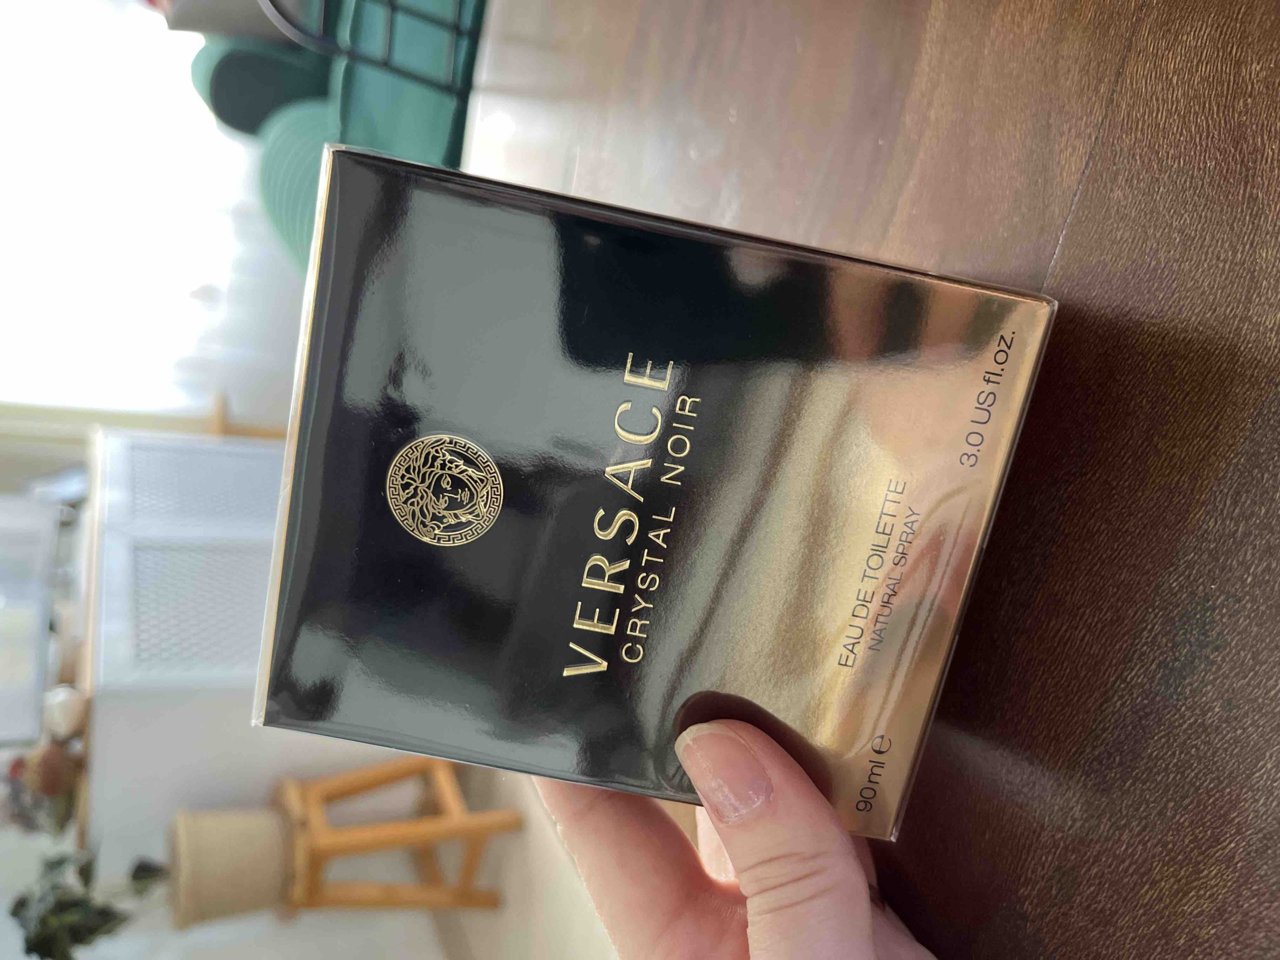 VERSACE
CRYSTAL NOIR
EAU DE TOILETTE
NATURAL SPRAY
90 ml e 3.0 US fl.oz.